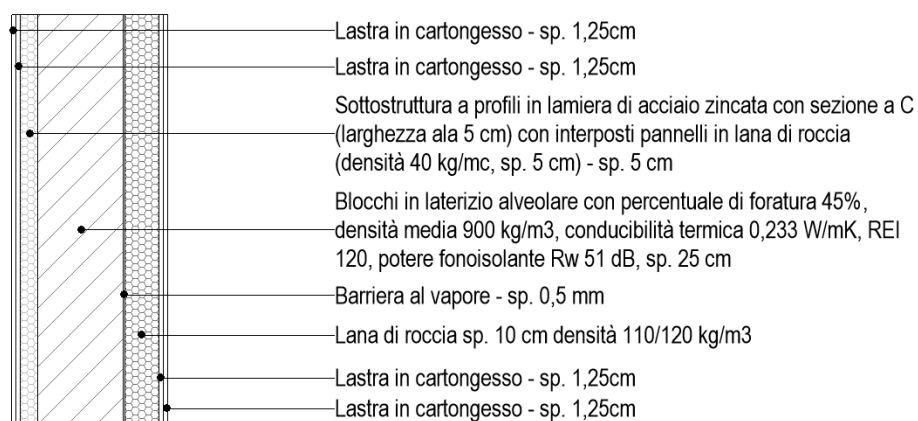 Lastra in cartongesso - sp. 1,25cm
Lastra in cartongesso - sp. 1,25cm
Sottostruttura a profili in lamiera di acciaio zincata con sezione a C
(larghezza ala 5 cm) con interposti pannelli in lana di roccia
(densità 40 kg/mc, sp. 5 cm) - sp. 5 cm
Blocchi in laterizio alveolare con percentuale di foratura 45%,
densità media 900 kg/m3, conducibilità termica 0,233 W/mK, REI
120, potere fonoisolante Rw 51 dB, sp. 25 cm
Barriera al vapore - sp. 0,5 mm
Lana di roccia sp. 10 cm densità 110/120 kg/m3
Lastra in cartongesso - sp. 1,25cm
Lastra in cartongesso - sp. 1,25cm